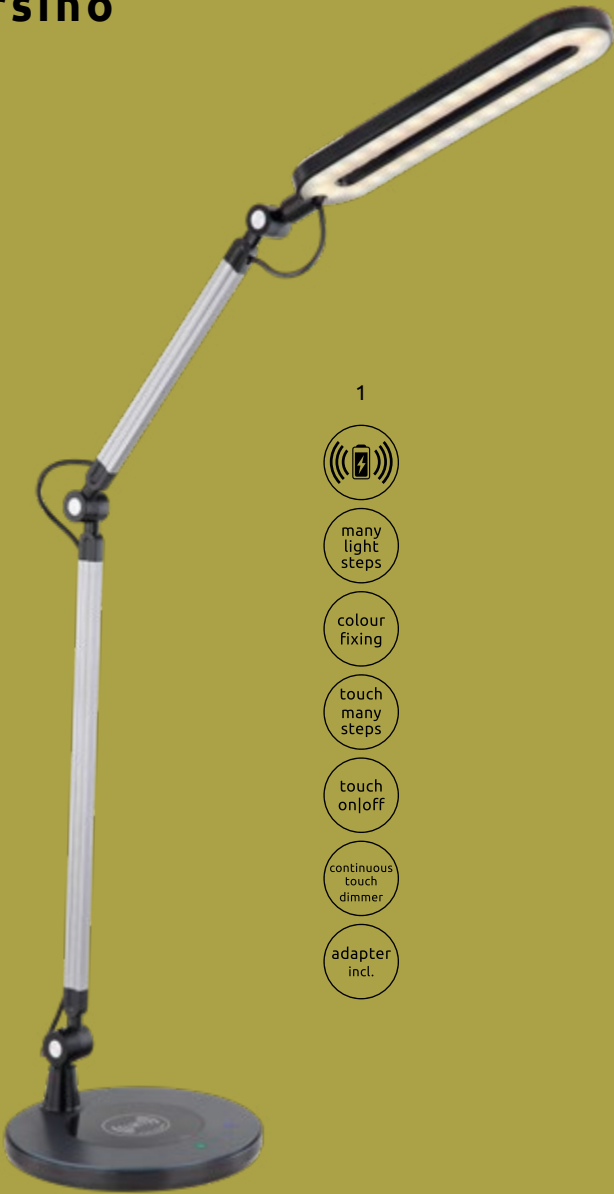 rsino
1
many
light
steps
colour
fixing
touch
many
steps
touch
on|off
continuous
touch
dimmer
adapter
incl.